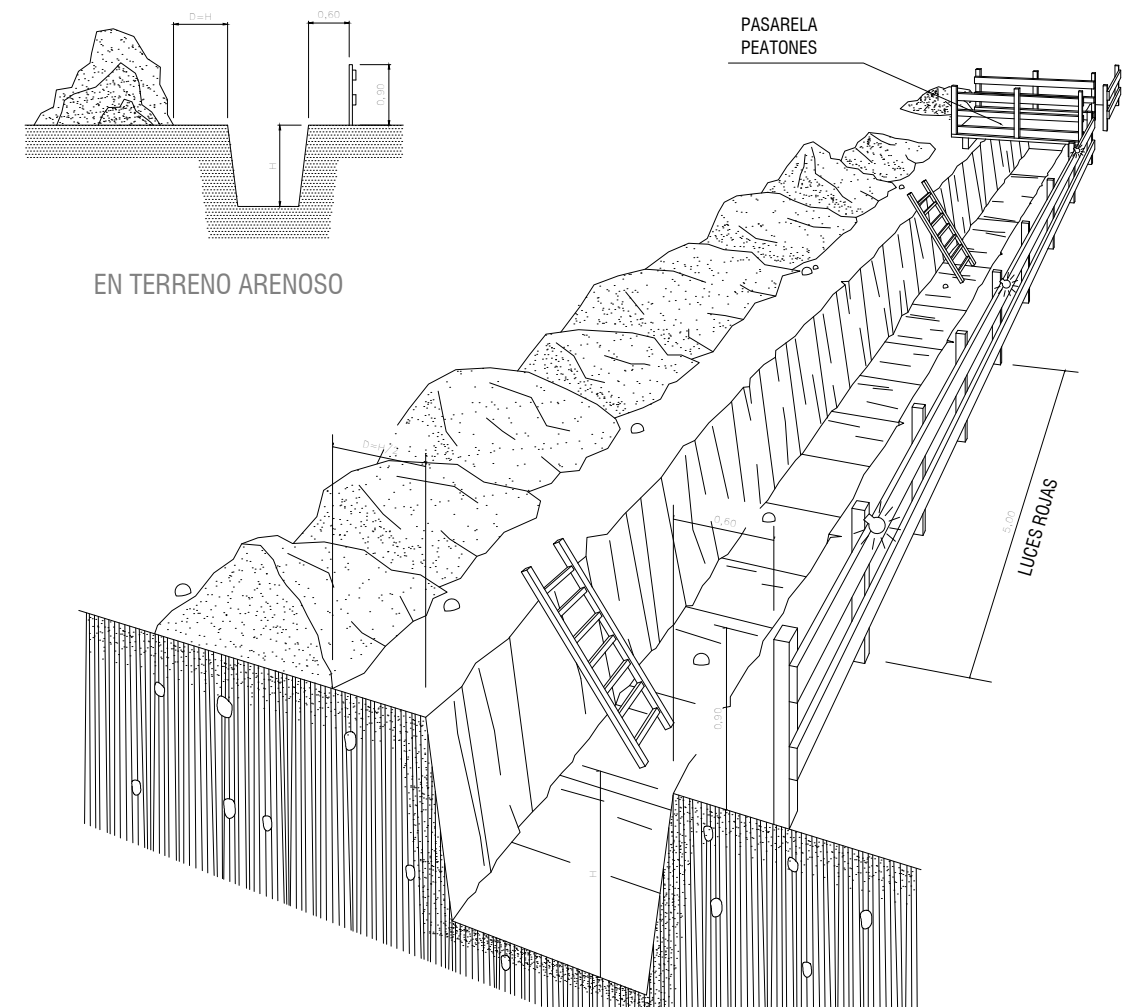 D=H
0,60
0,90
H
EN TERRENO ARENOSO
PASARELA
PEATONES
0,60
5,00
LUCES ROJAS
0,90
H